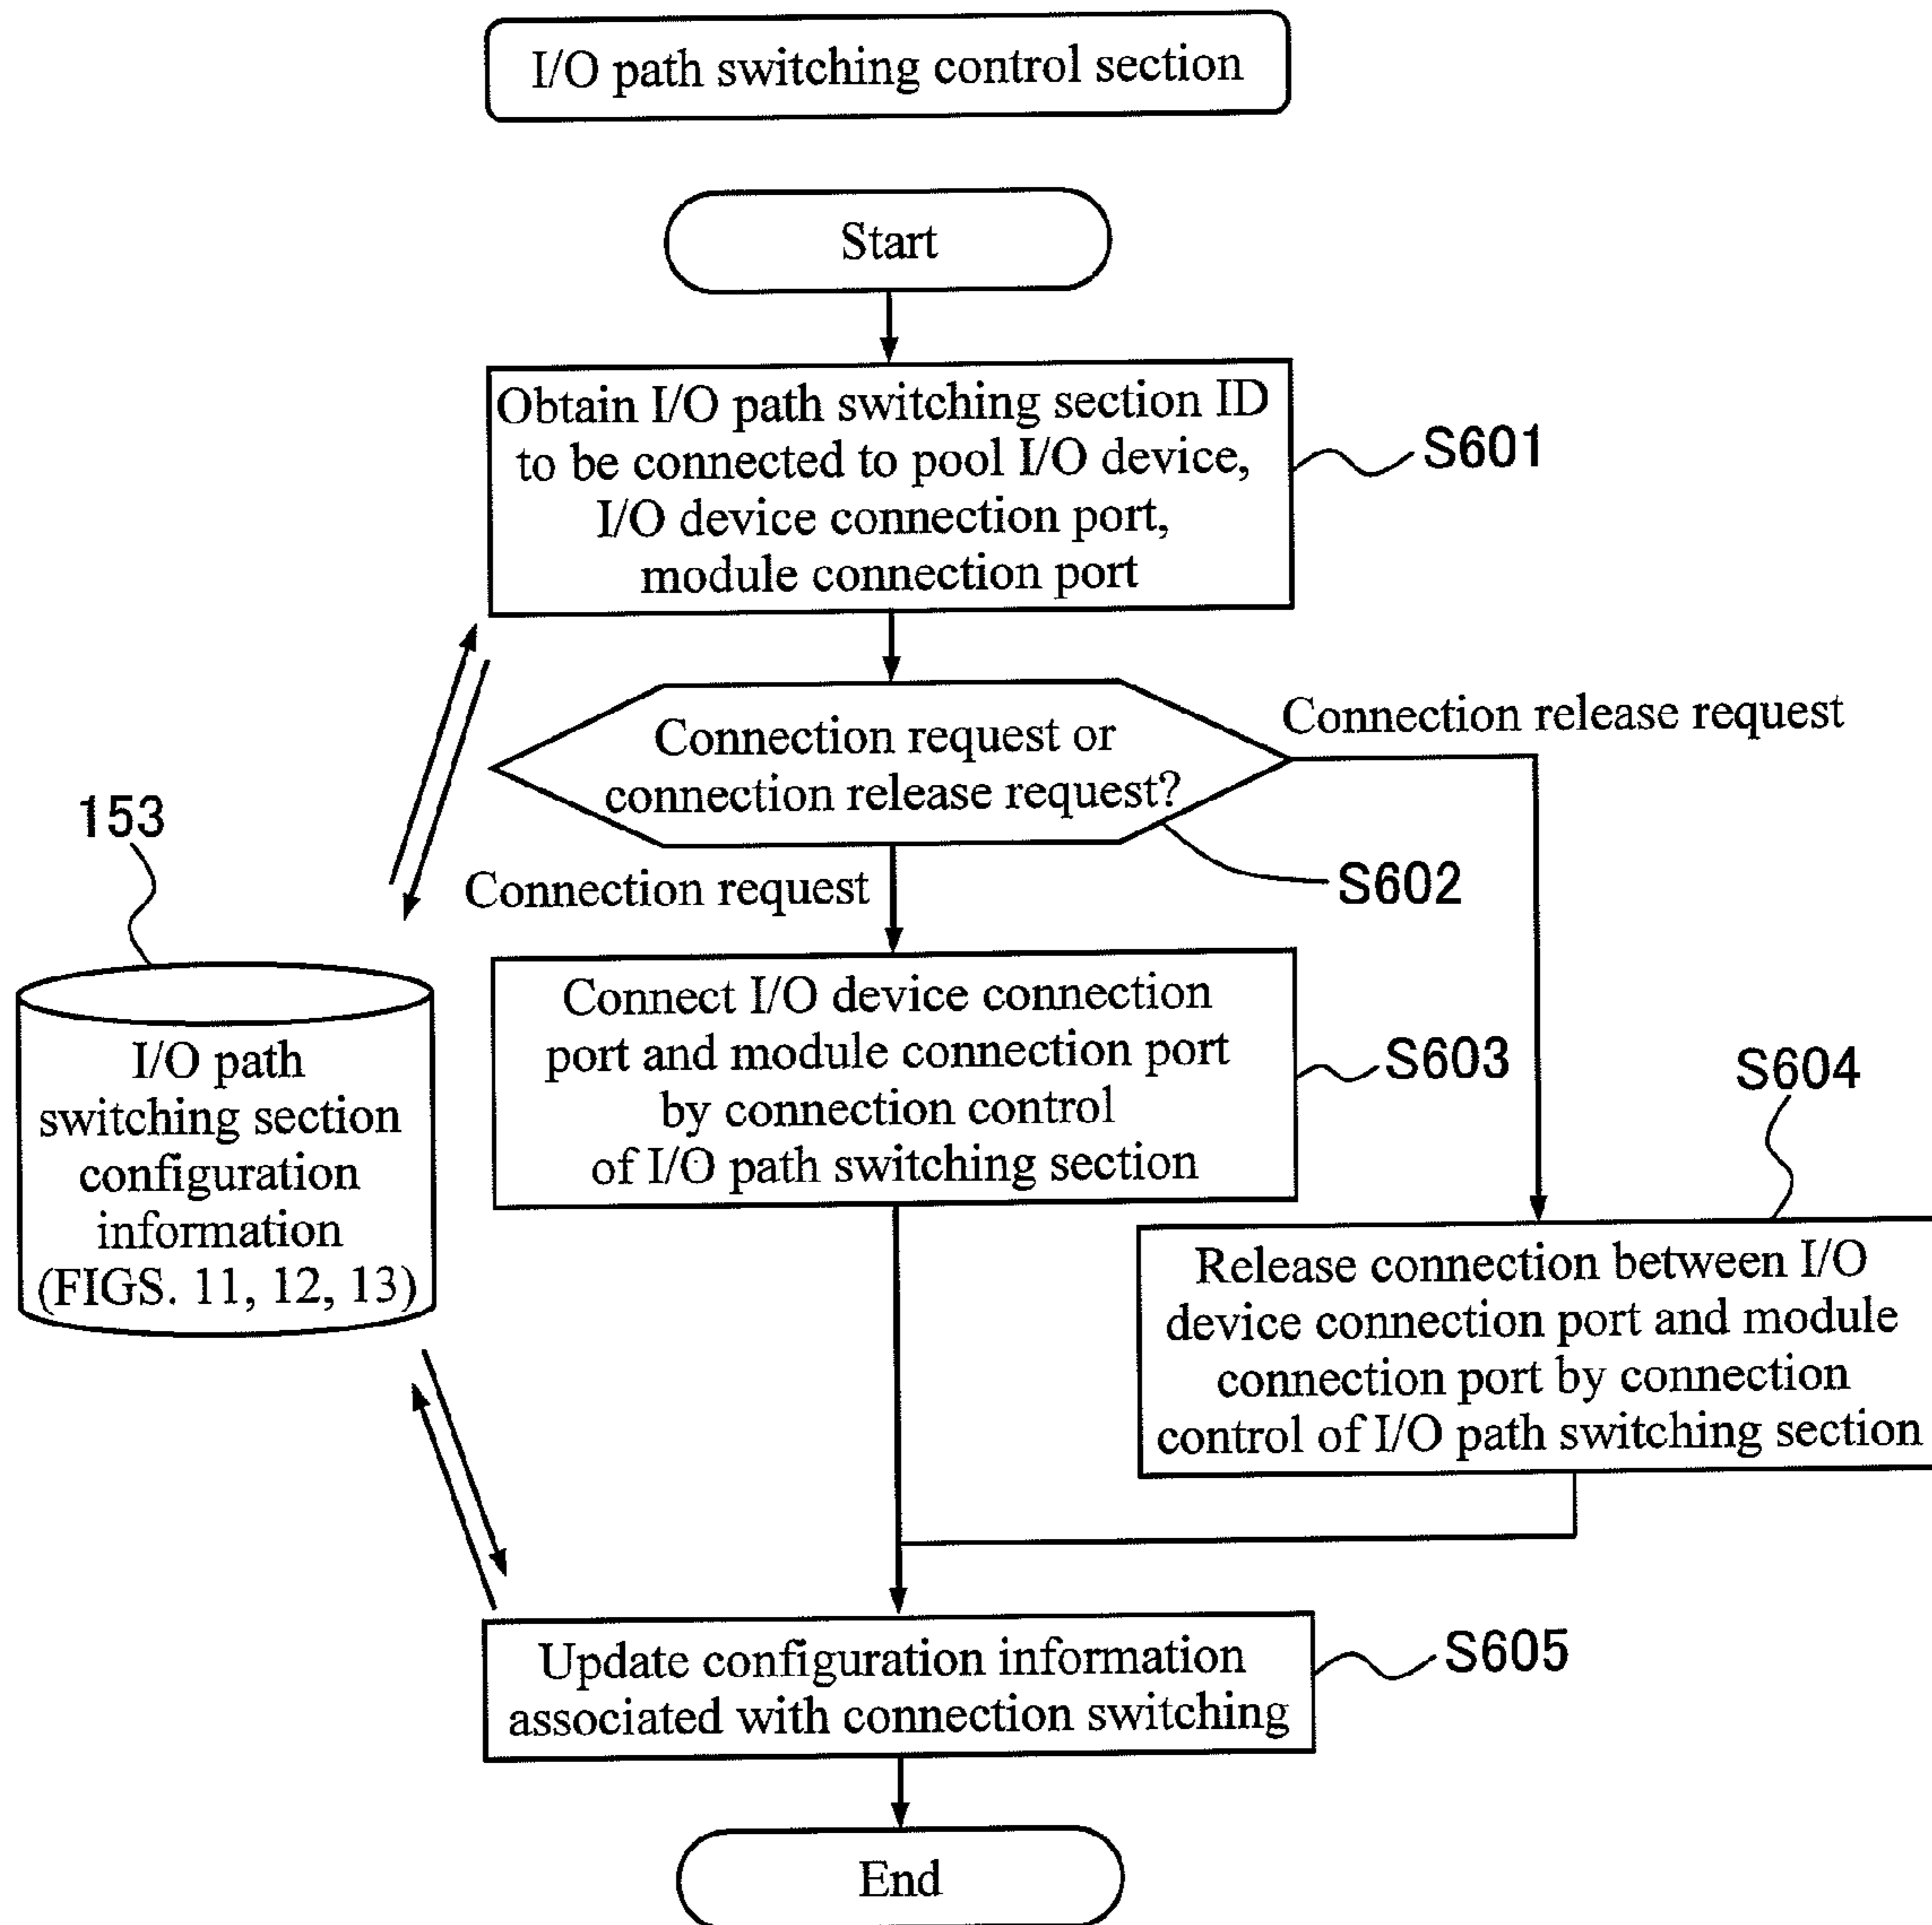 I/O path switching control section
Start
Obtain I/O path switching section ID
to be connected to pool I/O device,
I/O device connection port,
module connection port
S601
Connection request or
connection release request?
Connection release request
S602
Connection request
153
I/O path
switching section
configuration
information
(FIGS. 11, 12, 13)
Connect I/O device connection
port and module connection port
by connection control
of I/O path switching section
S603
S604
Release connection between I/O
device connection port and module
connection port by connection
control of I/O path switching section
Update configuration information
associated with connection switching
S605
End